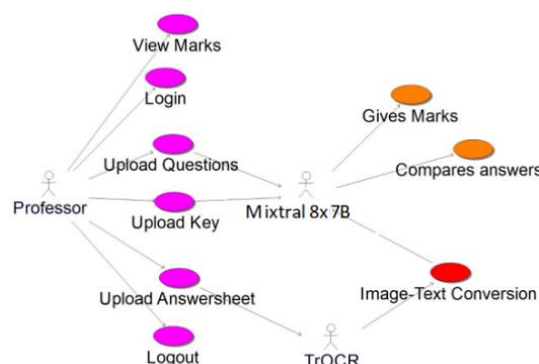 View Marks
Login
Gives Marks
Upload Questions
Compares answers
Professor
Mixtral 8x7B
Upload Key
Upload Answersheet
Image-Text Conversion
Logout
TrOCR